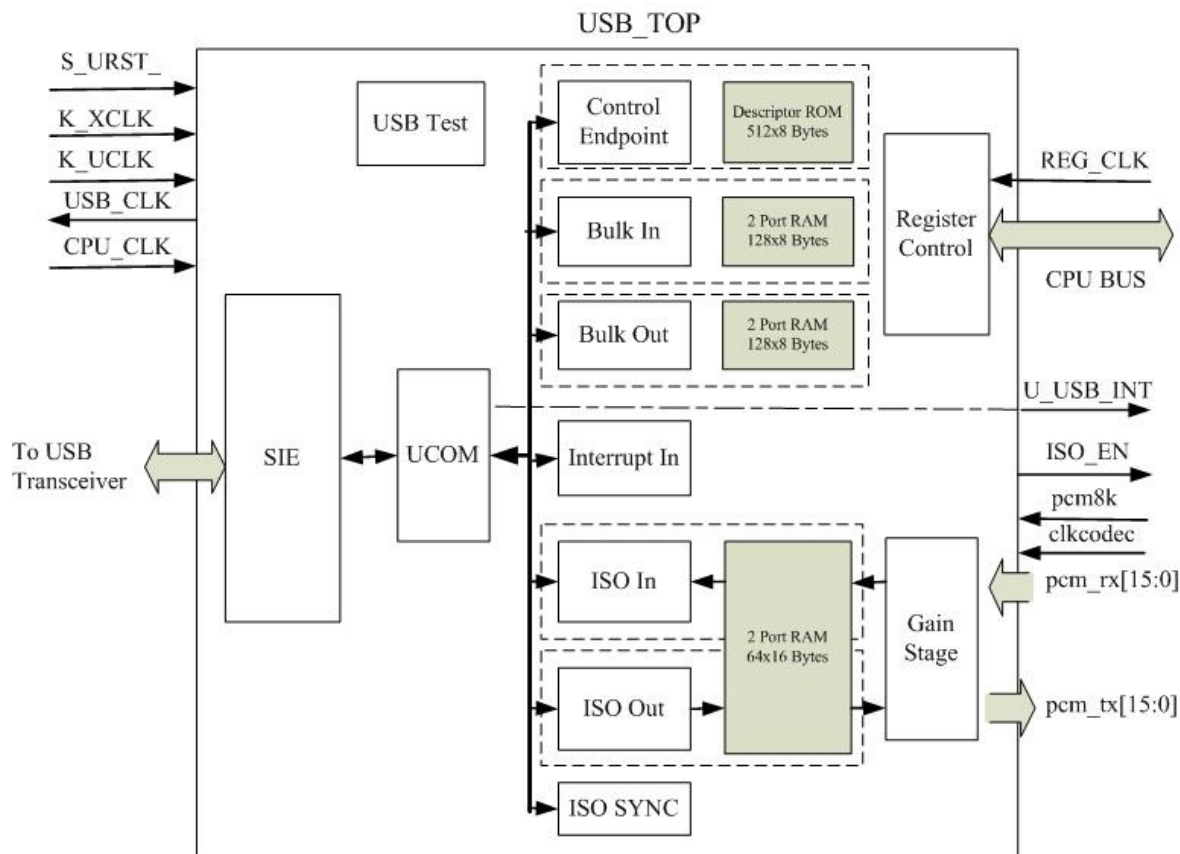 USB_TOP
S_URST_
K_XCLK
K_UCLK
USB_CLK
CPU_CLK
To USB
Transceiver
USB Test
SIE
UCOM
Control
Endpoint
Descriptor ROM
512x8 Bytes
Bulk In
2 Port RAM
128x8 Bytes
Bulk Out
2 Port RAM
128x8 Bytes
Interrupt In
ISO In
2 Port RAM
64x16 Bytes
ISO Out
ISO SYNC
Register
Control
Gain
Stage
REG_CLK
CPU BUS
U_USB_INT
ISO_EN
pcm8k
clkcodec
pcm_rx[15:0]
pcm_tx[15:0]